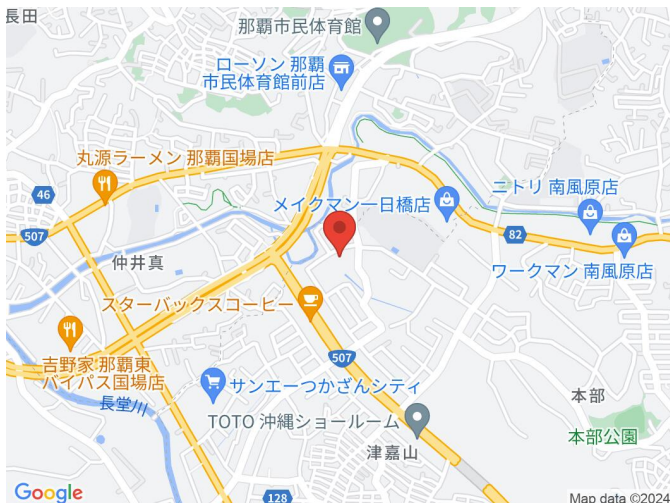 長田
那覇市民体育館
ローソン 那覇
市民体育館前店
丸源ラーメン 那覇国場店
46
507
メイクマン一日橋店
ニトリ 南風原店
82
ワークマン 南風原店
仲井真
スターバックスコーヒー
吉野家 那覇東
バイパス国場店
507
サンエーつかざんシティ
長堂川
TOTO 沖縄ショールーム
本部
本部公園
津嘉山
128
Google
Map data ©2024